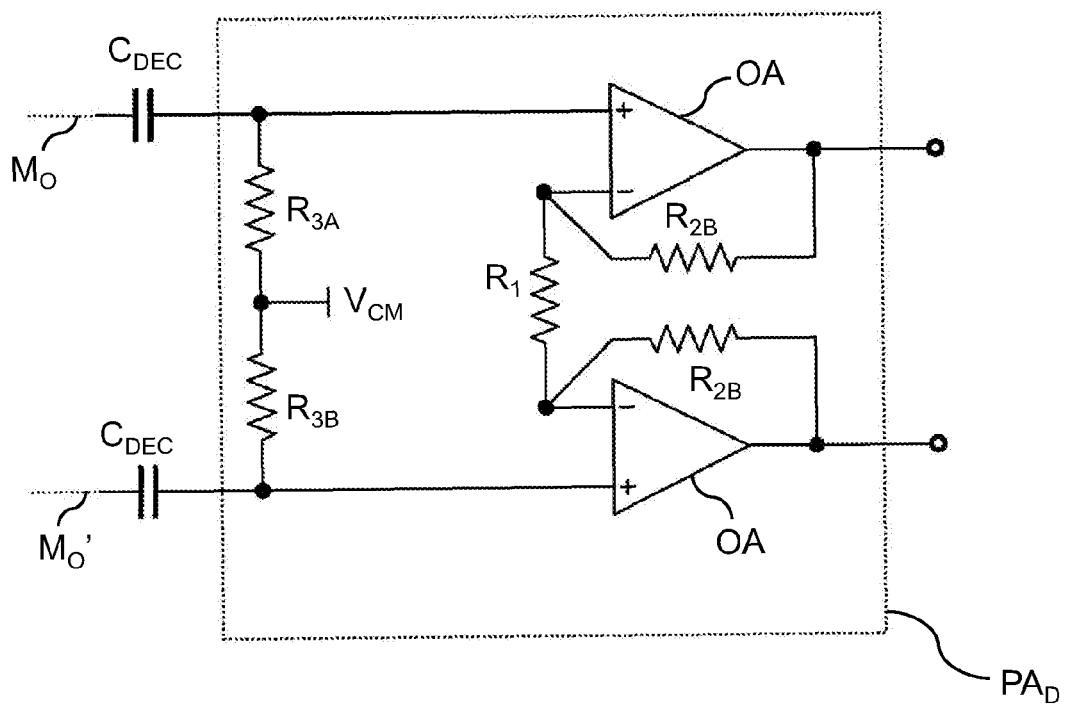 C_DEC
OA
+
M_O
−
R_2B
R_3A
R_1
V_CM
R_2B
R_3B
−
C_DEC
+
M_O'
OA
PA_D